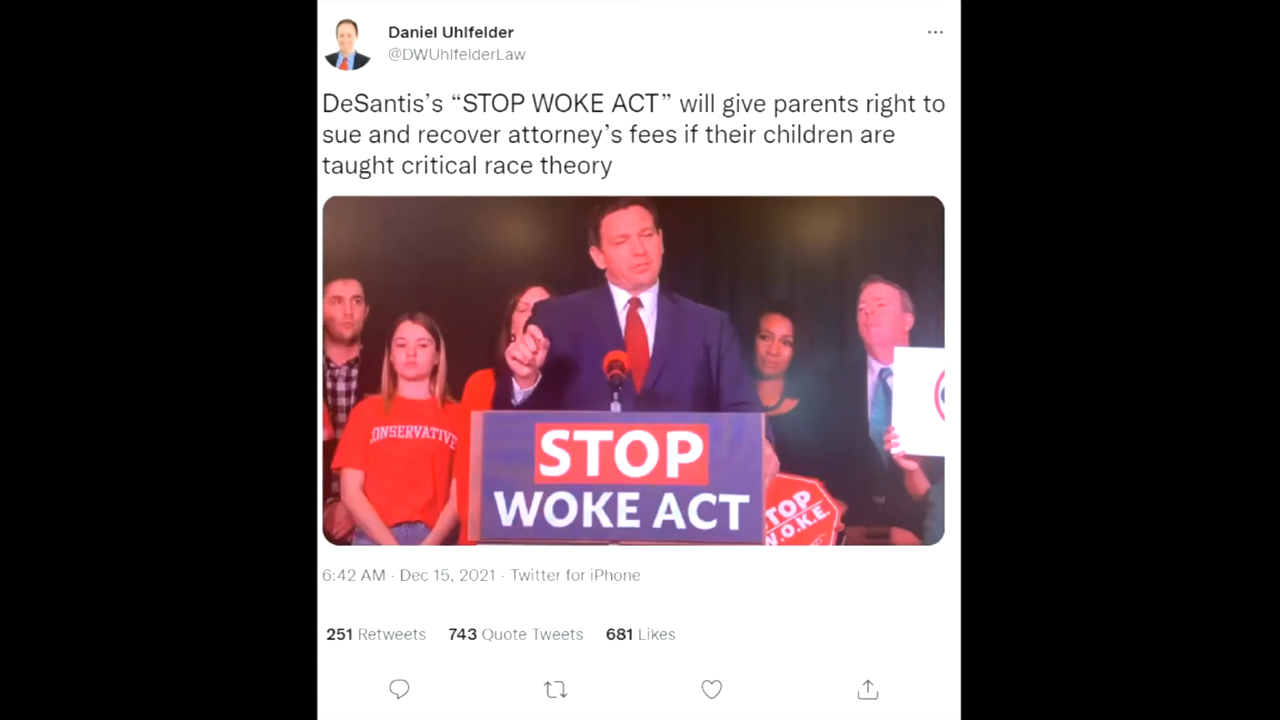 Daniel Uhlfelder
@DWUhlfelderLaw
DeSantis’s “STOP WOKE ACT” will give parents right to
sue and recover attorney’s fees if their children are
taught critical race theory
ONSERVATIVE
STOP
WOKE ACT
TOP
W.O.K.E.
6:42 AM · Dec 15, 2021 · Twitter for iPhone
251 Retweets 743 Quote Tweets 681 Likes